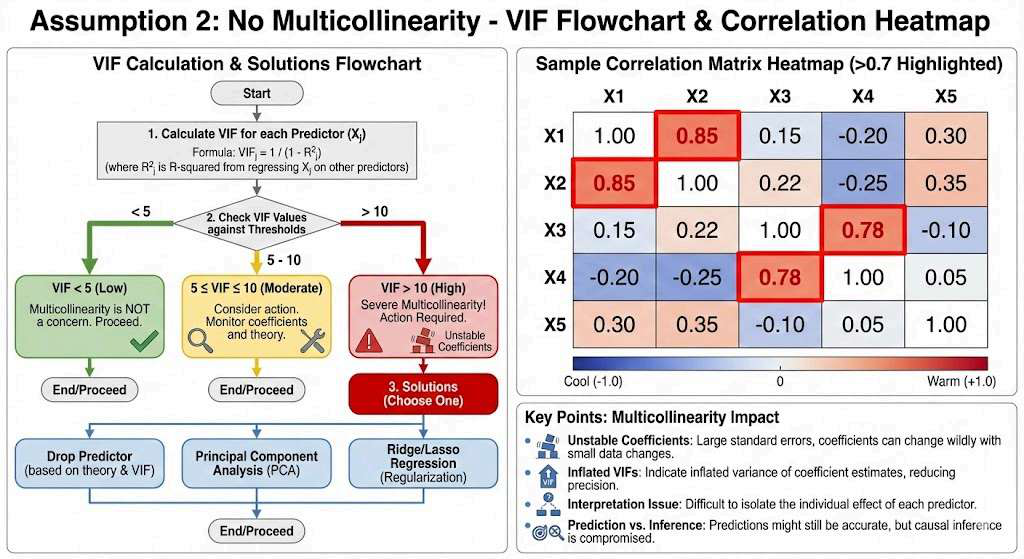 Assumption 2: No Multicollinearity - VIF Flowchart & Correlation Heatmap
VIF Calculation & Solutions Flowchart
Start
1. Calculate VIF for each Predictor (Xj)
Formula: VIFj = 1 / (1 - R²j)
(where R²j is R-squared from regressing Xj on other predictors)
2. Check VIF Values
against Thresholds
< 5
> 10
5 - 10
VIF < 5 (Low)
Multicollinearity is NOT
a concern. Proceed.
5 ≤ VIF ≤ 10 (Moderate)
Consider action.
Monitor coefficients
and theory.
VIF > 10 (High)
Severe Multicollinearity!
Action Required.
Unstable
Coefficients
End/Proceed
End/Proceed
3. Solutions
(Choose One)
Drop Predictor
(based on theory & VIF)
Principal Component
Analysis (PCA)
Ridge/Lasso
Regression
(Regularization)
End/Proceed
Sample Correlation Matrix Heatmap (>0.7 Highlighted)
X1 X2 X3 X4 X5
X1 1.00 0.85 0.15 -0.20 0.30
X2 0.85 1.00 0.22 -0.25 0.35
X3 0.15 0.22 1.00 0.78 -0.10
X4 -0.20 -0.25 0.78 1.00 0.05
X5 0.30 0.35 -0.10 0.05 1.00
Cool (-1.0) 0 Warm (+1.0)
Key Points: Multicollinearity Impact
• Unstable Coefficients: Large standard errors, coefficients can change wildly with
small data changes.
• VIF Inflated VIFs: Indicate inflated variance of coefficient estimates, reducing
precision.
• Interpretation Issue: Difficult to isolate the individual effect of each predictor.
• Prediction vs. Inference: Predictions might still be accurate, but causal inference
is compromised.